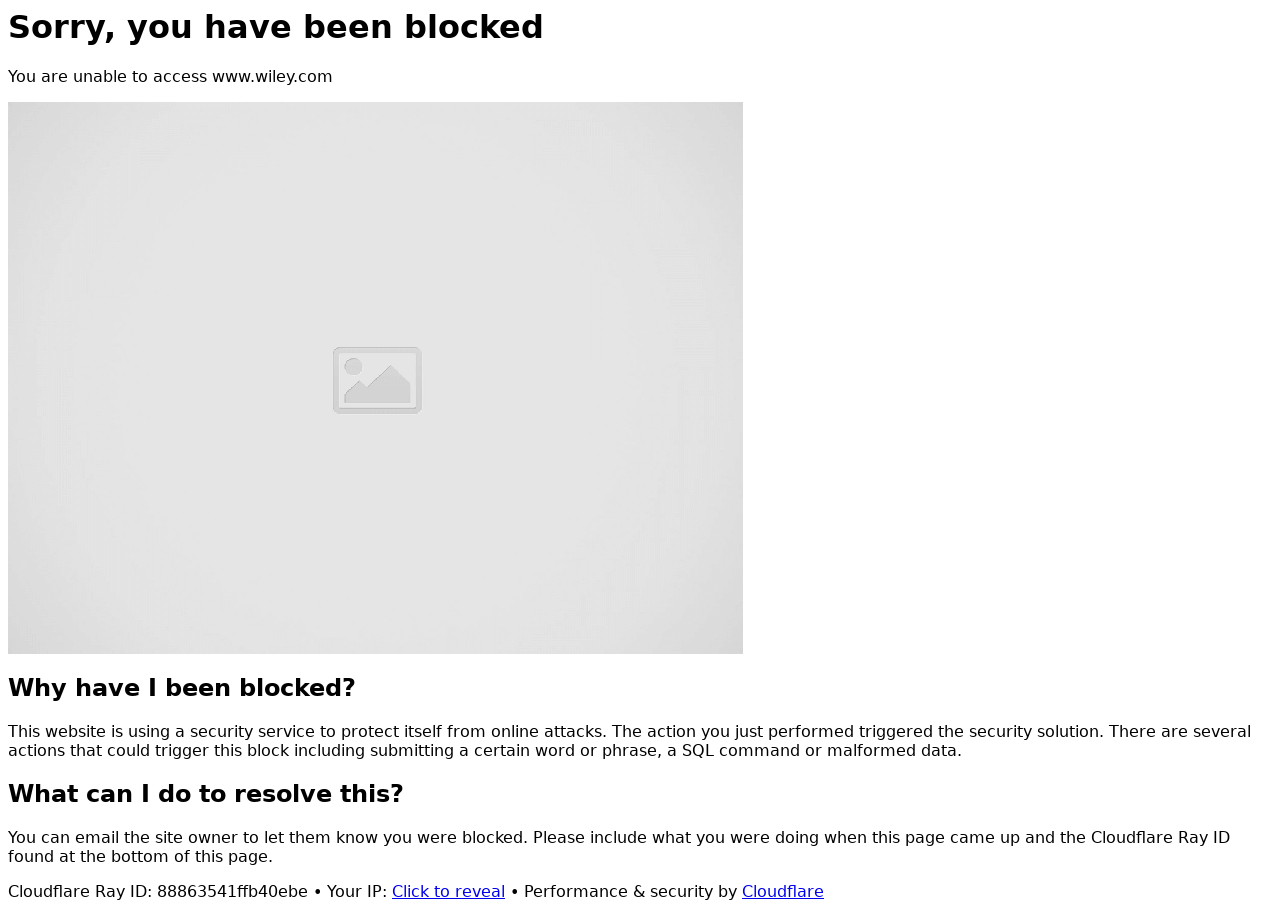 Sorry, you have been blocked
You are unable to access www.wiley.com
Why have I been blocked?
This website is using a security service to protect itself from online attacks. The action you just performed triggered the security solution. There are several
actions that could trigger this block including submitting a certain word or phrase, a SQL command or malformed data.
What can I do to resolve this?
You can email the site owner to let them know you were blocked. Please include what you were doing when this page came up and the Cloudflare Ray ID
found at the bottom of this page.
Cloudflare Ray ID: 88863541ffb40ebe • Your IP: Click to reveal • Performance & security by Cloudflare